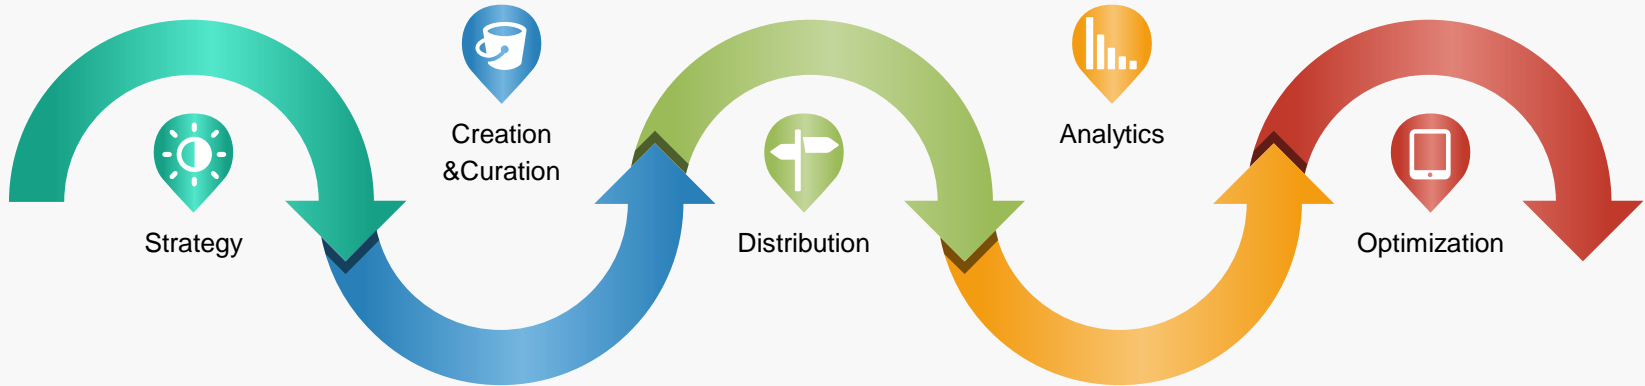 Strategy
Creation
&Curation
Distribution
Analytics
Optimization